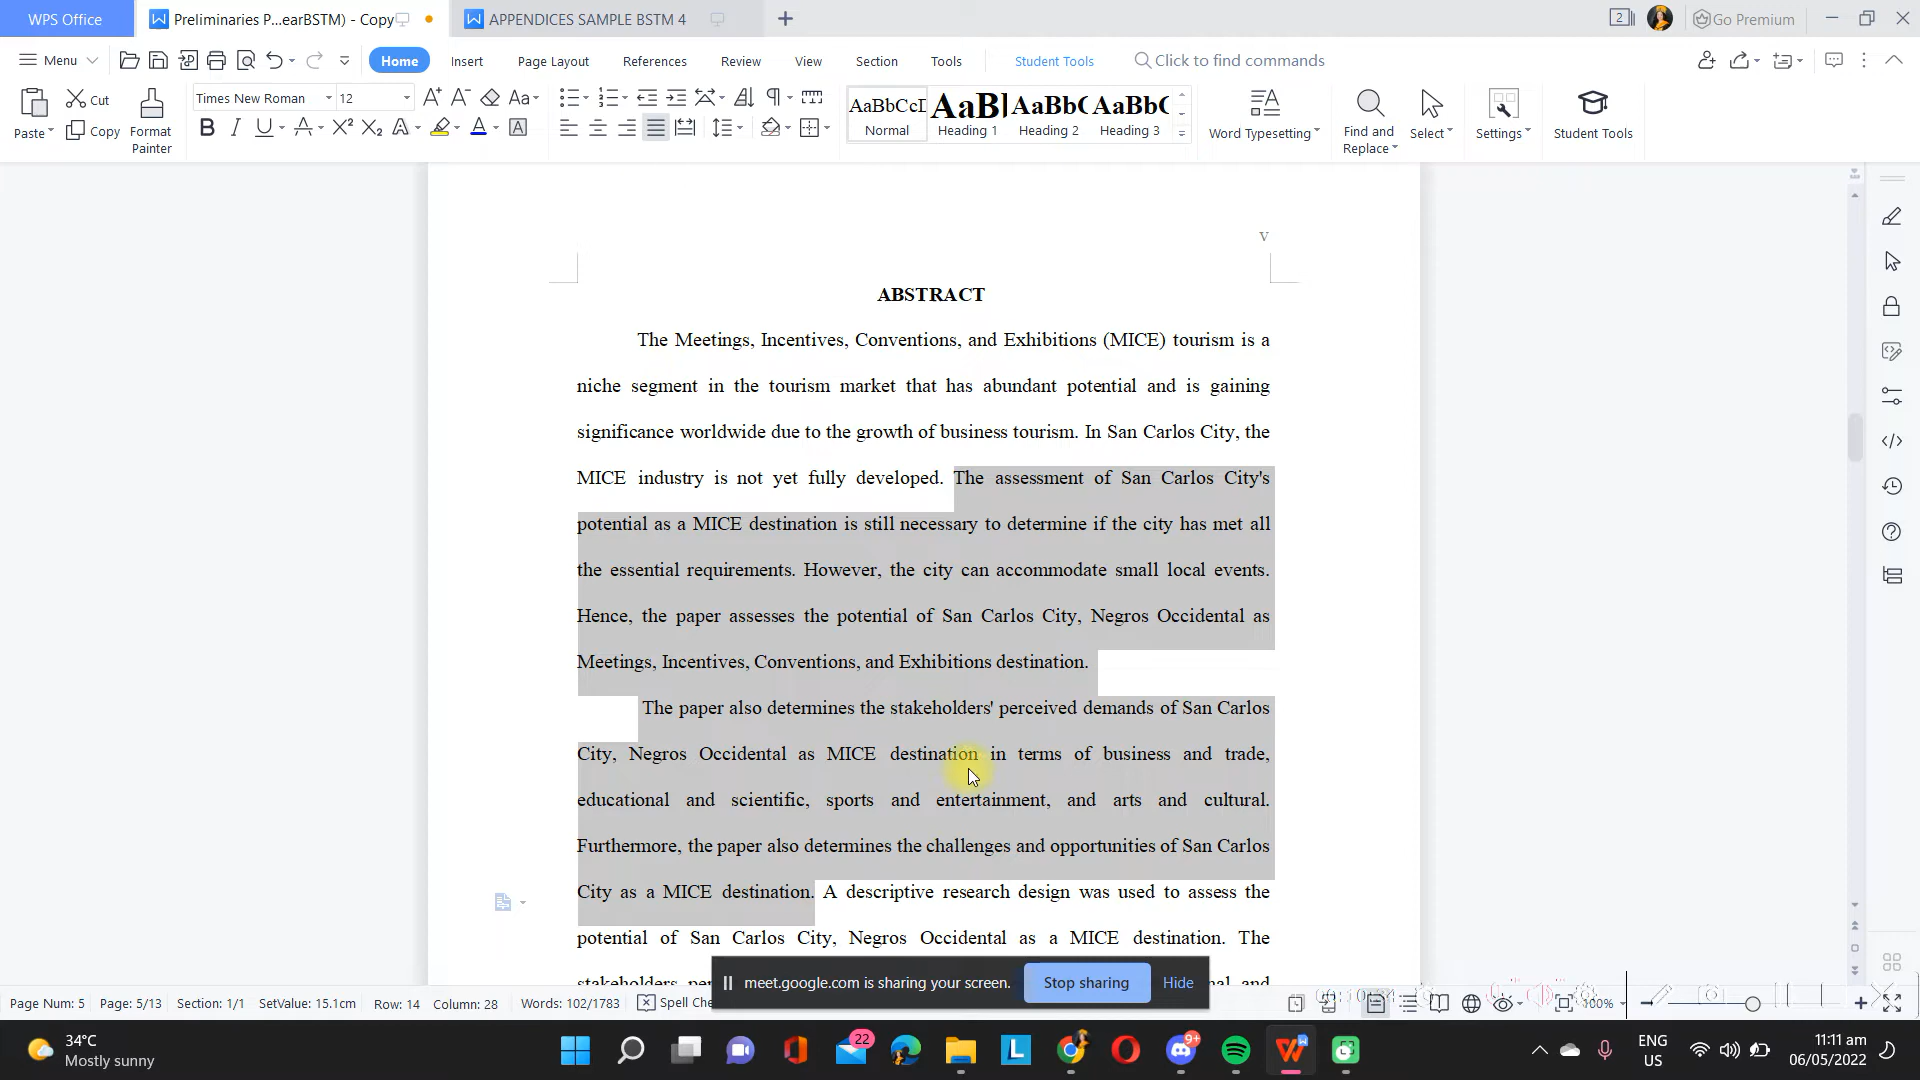 WPS Office
Preliminaries P...earBSTM) - Copy
APPENDICES SAMPLE BSTM 4
2
Go Premium
Menu
Home
Insert
Page Layout
References
Review
View
Section
Tools
Student Tools
Click to find commands
Paste
Cut
Copy
Format Painter
Times New Roman
12
AaBbCcD
Normal
AaBb
Heading 1
AaBbC
Heading 2
AaBbC
Heading 3
Word Typesetting
Find and Replace
Select
Settings
Student Tools
v
ABSTRACT
The Meetings, Incentives, Conventions, and Exhibitions (MICE) tourism is a
niche segment in the tourism market that has abundant potential and is gaining
significance worldwide due to the growth of business tourism. In San Carlos City, the
MICE industry is not yet fully developed. The assessment of San Carlos City's
potential as a MICE destination is still necessary to determine if the city has met all
the essential requirements. However, the city can accommodate small local events.
Hence, the paper assesses the potential of San Carlos City, Negros Occidental as
Meetings, Incentives, Conventions, and Exhibitions destination.
The paper also determines the stakeholders' perceived demands of San Carlos
City, Negros Occidental as MICE destination in terms of business and trade,
educational and scientific, sports and entertainment, and arts and cultural.
Furthermore, the paper also determines the challenges and opportunities of San Carlos
City as a MICE destination. A descriptive research design was used to assess the
potential of San Carlos City, Negros Occidental as a MICE destination. The
stakeholders and
meet.google.com is sharing your screen.
Stop sharing
Hide
Page Num: 5
Page: 5/13
Section: 1/1
SetValue: 15.1cm
Row: 14
Column: 28
Words: 102/1783
Spell Che
100%
34°C
Mostly sunny
22
9+
ENG
US
11:11 am
06/05/2022